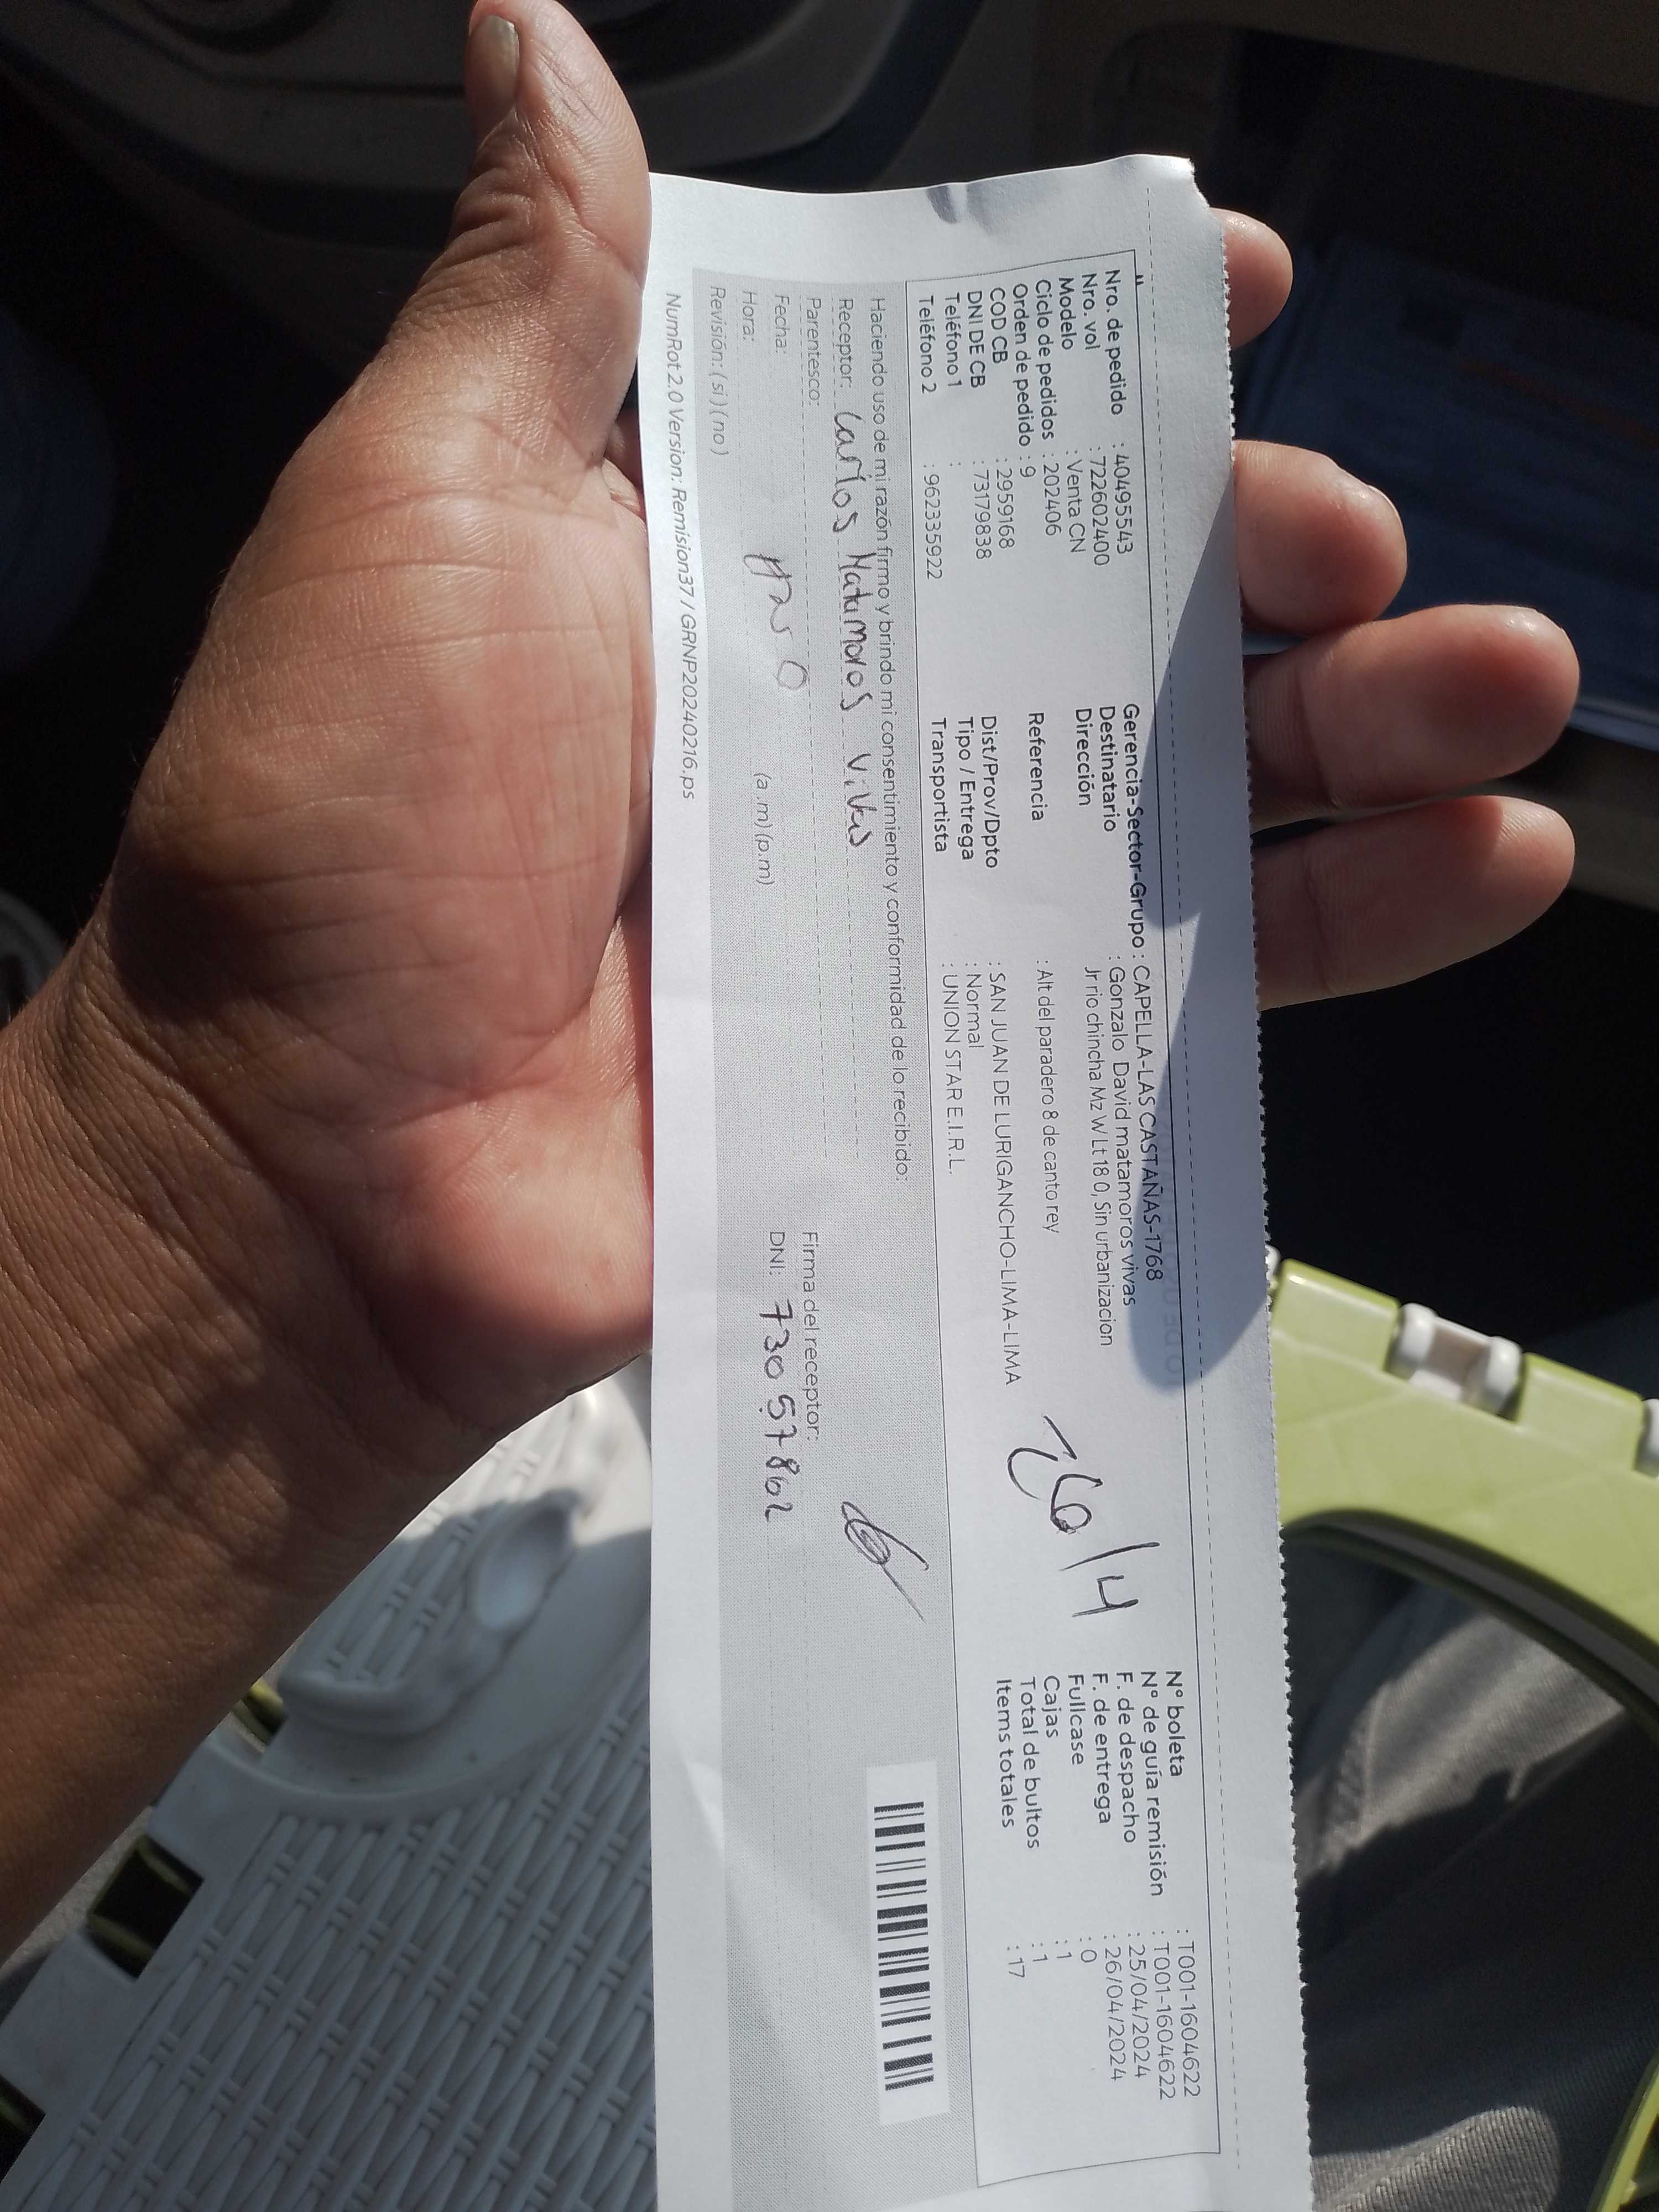 Nro. de pedido : 40495543
Nro. vol : 722602400
Modelo : Venta CN
Ciclo de pedidos : 202406
Orden de pedido : 9
COD CB : 2959168
DNI DE CB : 73179838
Teléfono 1 :
Teléfono 2 : 962335922
Gerencia-Sector-Grupo : CAPELLA-LAS CASTAÑAS-1768
Destinatario : Gonzalo David matamoros vivas
Dirección Jr rio chincha Mz W Lt 18 0, Sin urbanizacion
Referencia : Alt del paradero 8 de canto rey
Dist/Prov/Dpto : SAN JUAN DE LURIGANCHO-LIMA-LIMA
Tipo / Entrega : Normal
Transportista : UNION STAR E.I.R.L.
26/4
N° boleta : T001-1604622
N° de guía remisión : T001-1604622
F. de despacho : 25/04/2024
F. de entrega : 26/04/2024
Fullcase : 0
Cajas : 1
Total de bultos : 1
Items totales : 17
Haciendo uso de mi razón firmo y brindo mi consentimiento y conformidad de lo recibido:
Receptor: Carlos Matamoros Vivas
Parentesco:
Fecha:
Hora: (a.m) (p.m)
Revisión: ( si ) ( no )
Firma del receptor:
DNI: 73057862
NumRot 2.0 Version: Remision37 / GRNP20240216.ps